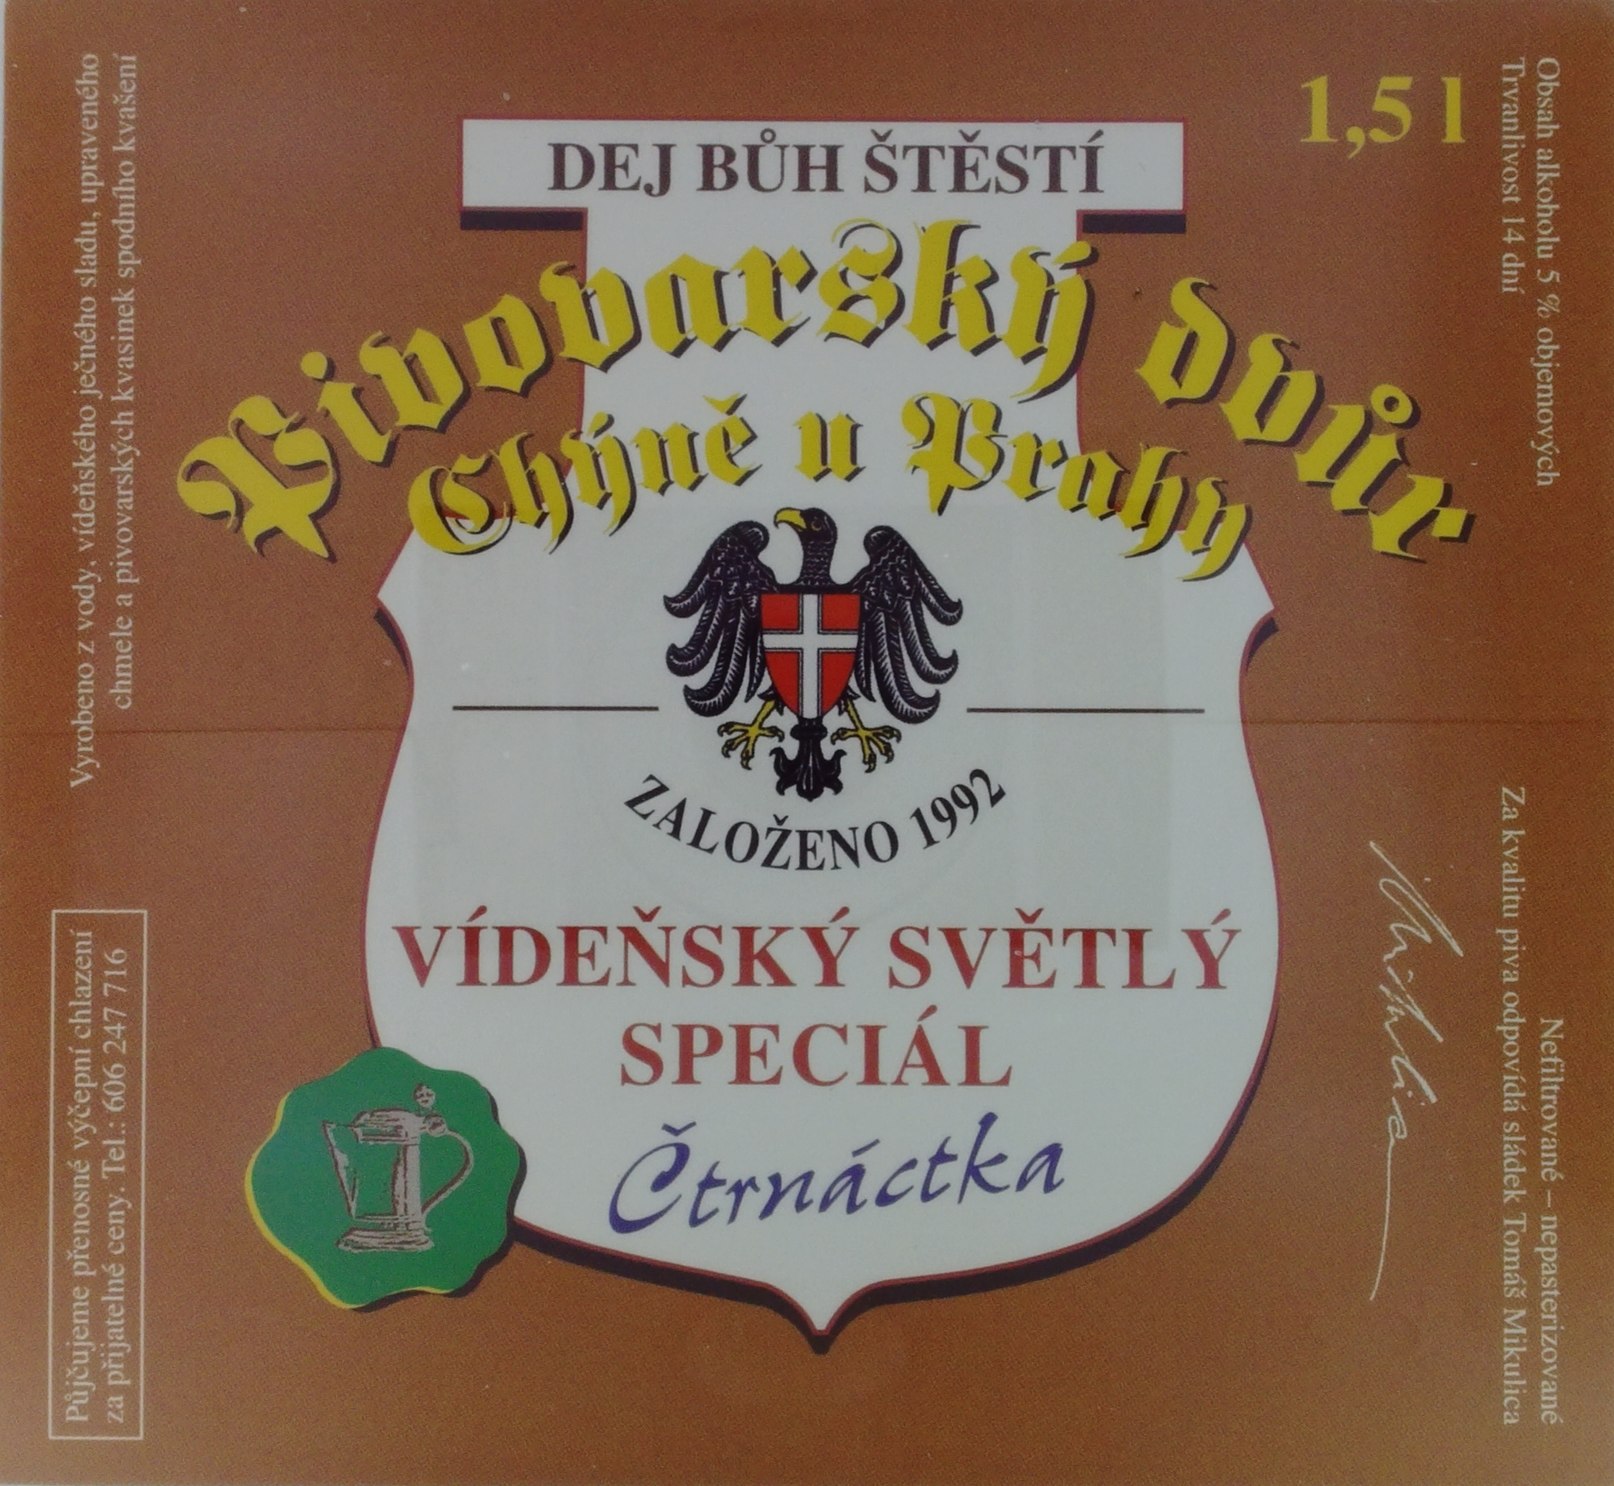 1,5 l
DEJ BŮH ŠTĚSTÍ
Pivovarský dvůr
Chýně u Prahy
ZALOŽENO 1992
VÍDEŇSKÝ SVĚTLÝ
SPECIÁL
Čtrnáctka
Vyrobeno z vody, vídeňského ječného sladu, upraveného
chmele a pivovarských kvasinek spodního kvašení
Půjčujeme přenosné výčepní chlazení
za přijatelné ceny. Tel.: 606 247 716
Obsah alkoholu 5 % objemových
Trvanlivost 14 dní
Nefiltrované – nepasterizované
Za kvalitu piva odpovídá sládek Tomáš Mikulica
Mikulica